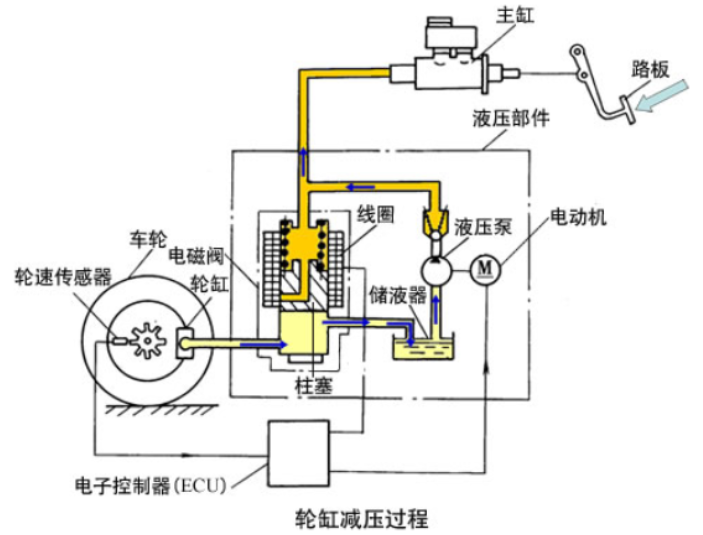 主缸
路板
液压部件
线圈
液压泵
电动机
车轮
电磁阀
轮速传感器
轮缸
储液器
M
柱塞
电子控制器(ECU)
轮缸减压过程